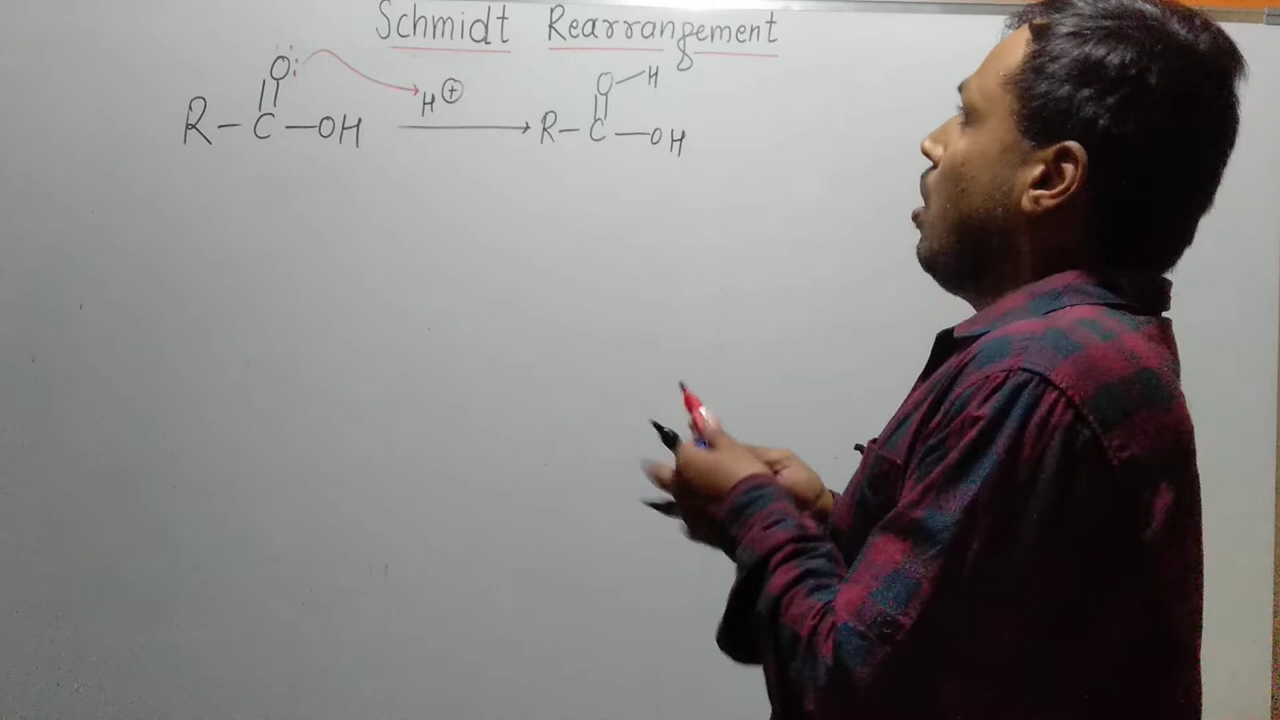 Schmidt Rearrangement
O:
H⊕
O-H
R-C-OH
R-C-OH